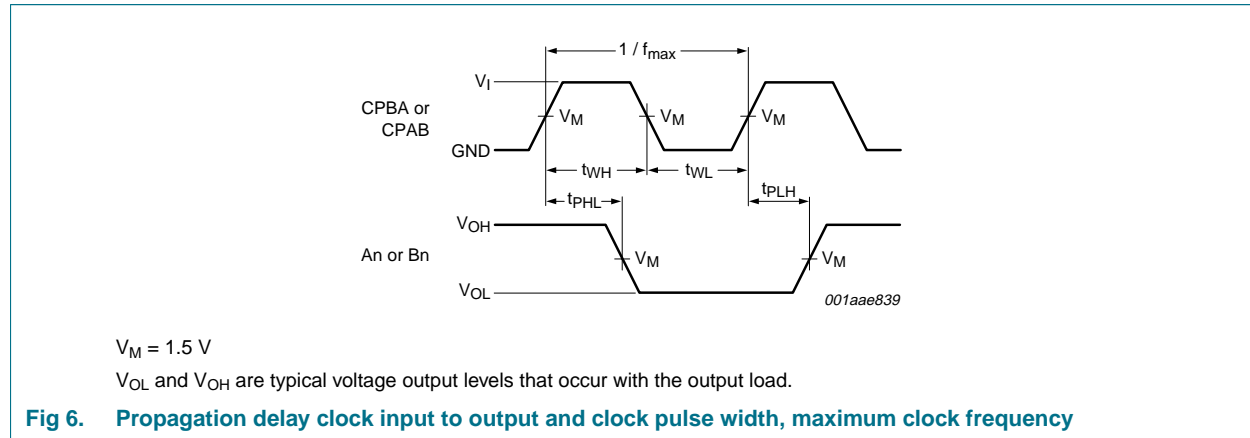 1 / fmax
VI
CPBA or
CPAB
VM
VM
VM
GND
tWH
tWL
tPHL
tPLH
VOH
An or Bn
VM
VM
VOL
001aae839
VM = 1.5 V
VOL and VOH are typical voltage output levels that occur with the output load.
Fig 6. Propagation delay clock input to output and clock pulse width, maximum clock frequency